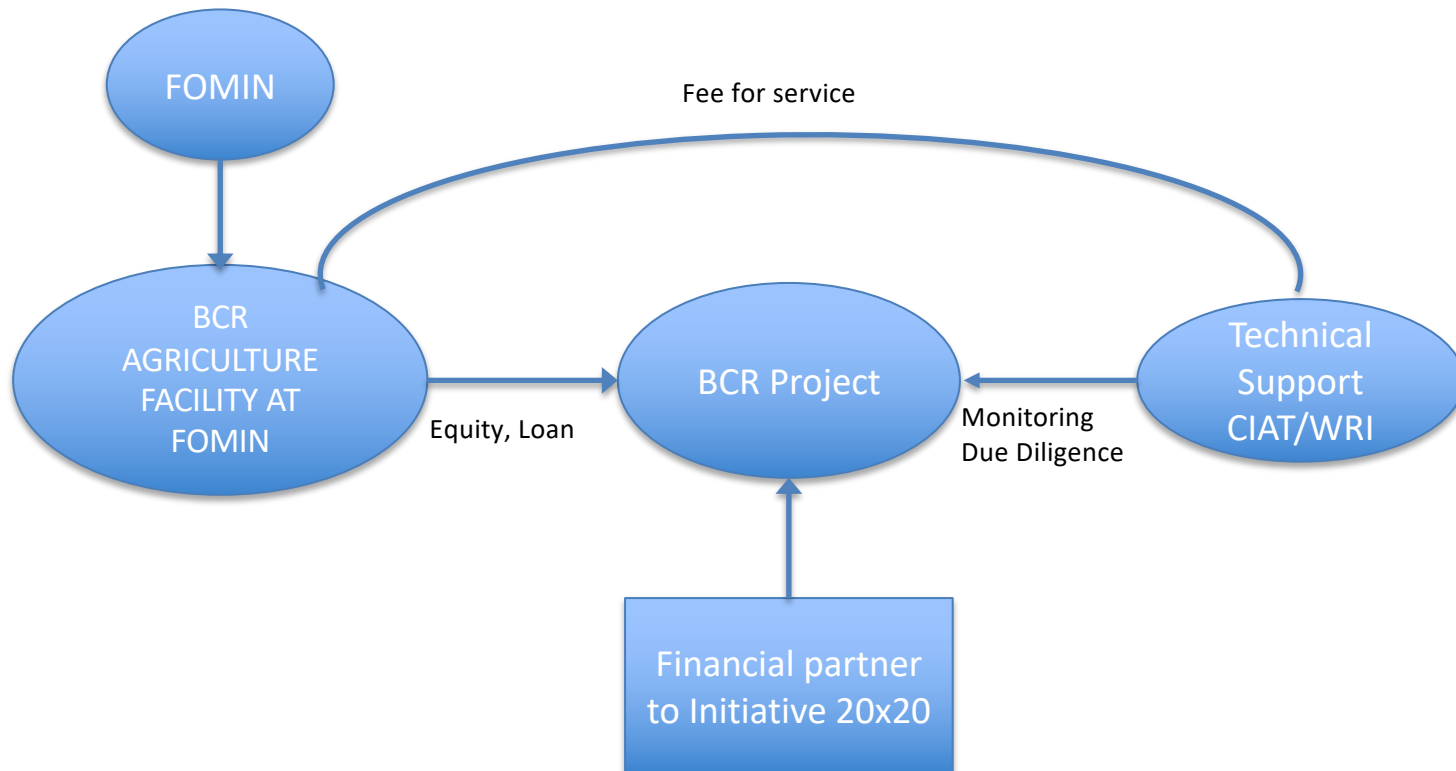 FOMIN
Fee for service
BCR
AGRICULTURE
FACILITY AT
FOMIN
Equity, Loan
BCR Project
Monitoring
Due Diligence
Technical
Support
CIAT/WRI
Financial partner
to Initiative 20x20